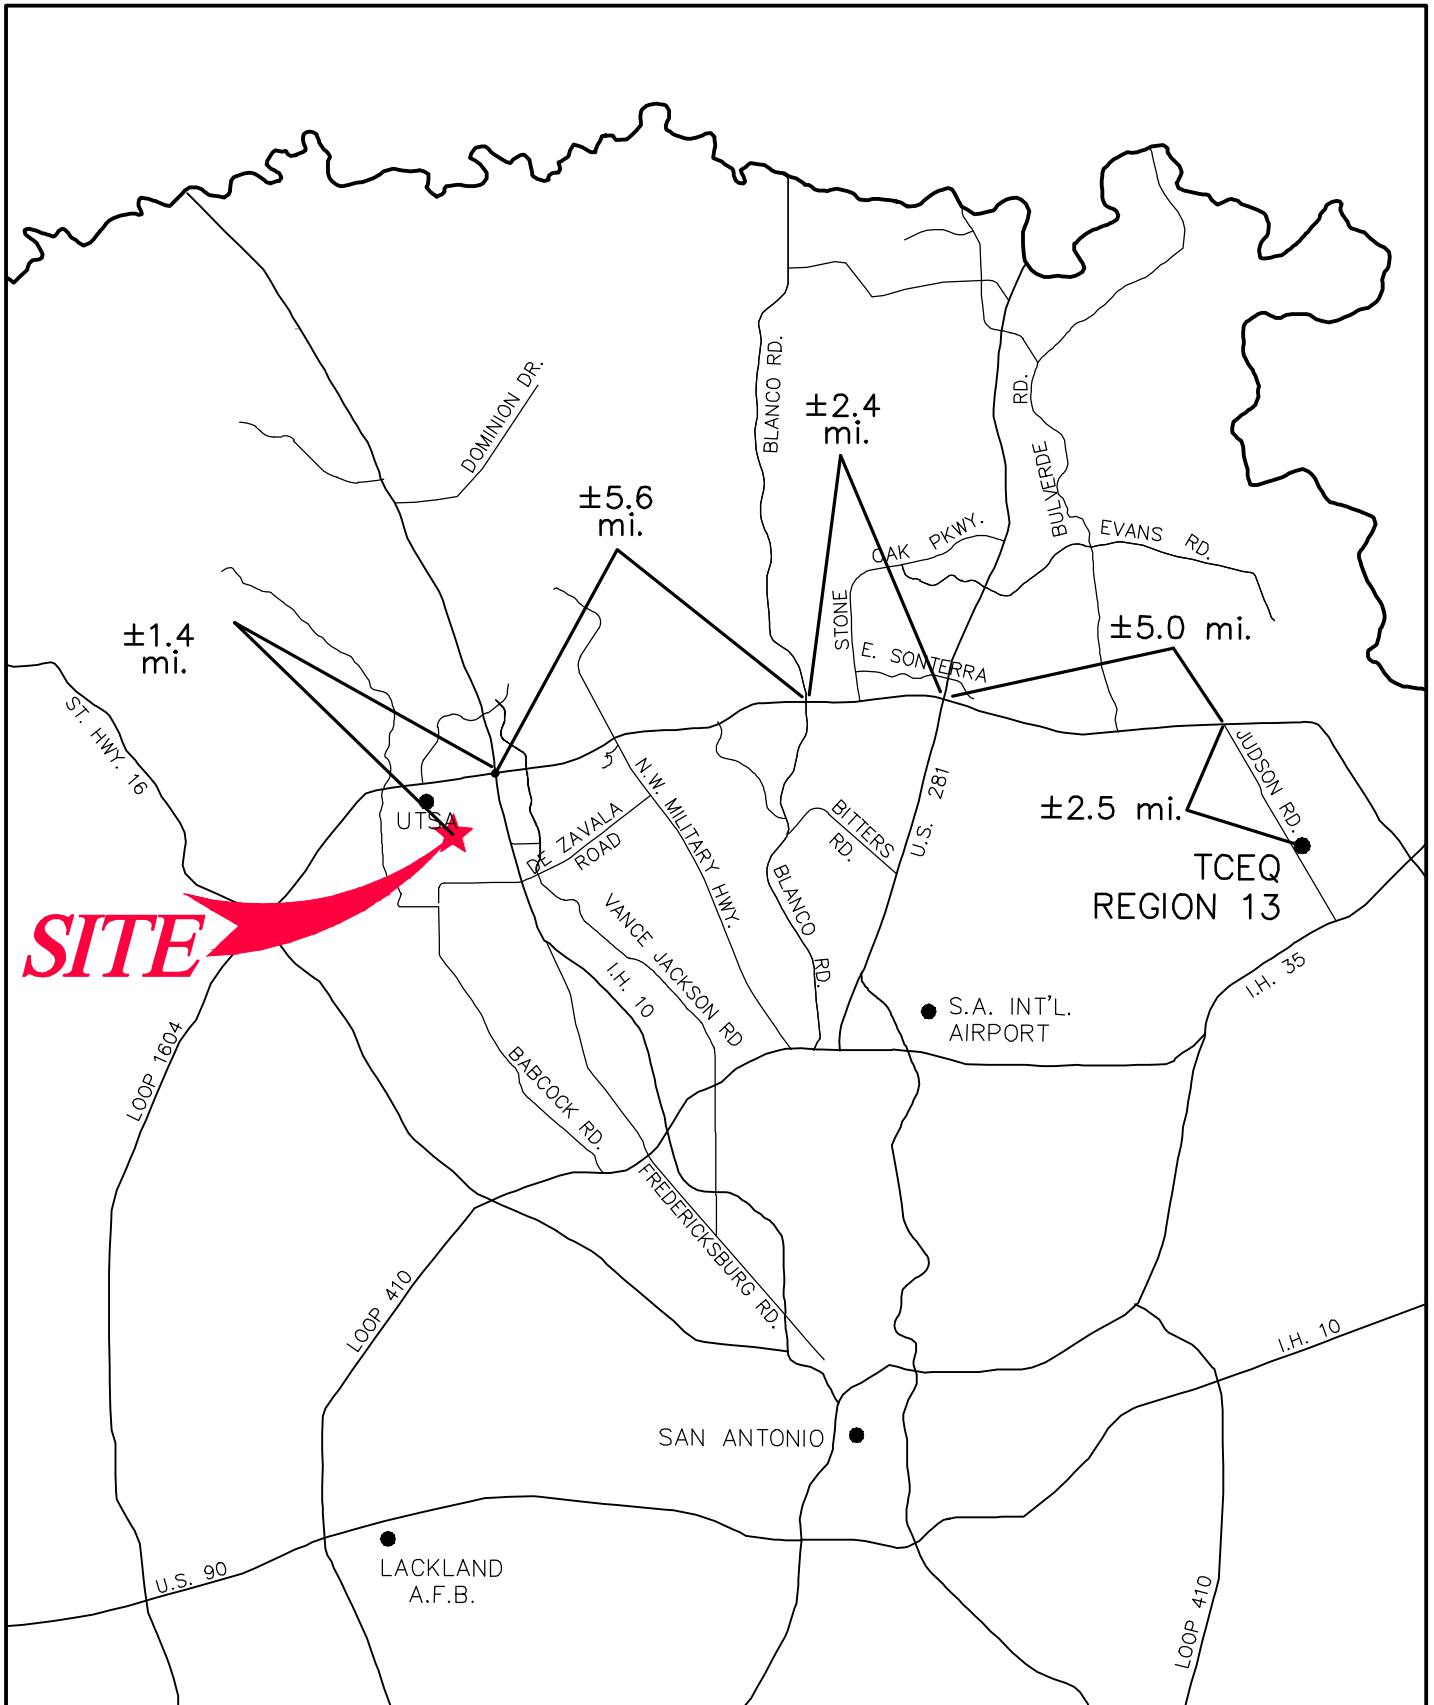 DOMINION DR.
BLANCO RD.
±2.4
mi.
RD.
BULVERDE
±5.6
mi.
OAK PKWY.
EVANS RD.
STONE
E. SONTERRA
±1.4
mi.
±5.0 mi.
ST. HWY. 16
JUDSON RD.
N.W. MILITARY HWY.
U.S. 281
±2.5 mi.
UTSA
DE ZAVALA
ROAD
BITTERS
RD.
TCEQ
REGION 13
SITE
BLANCO RD.
VANCE JACKSON RD
I.H. 10
I.H. 35
S.A. INT'L.
AIRPORT
LOOP 1604
BABCOCK RD.
FREDERICKSBURG RD.
LOOP 410
I.H. 10
SAN ANTONIO
LACKLAND
A.F.B.
U.S. 90
LOOP 410